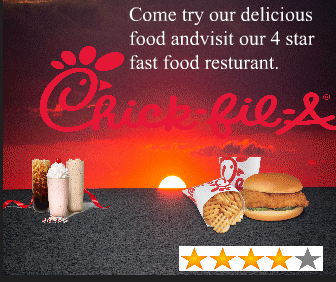 Come try our delicious
food andvisit our 4 star
fast food resturant.
Chick-fil-A®